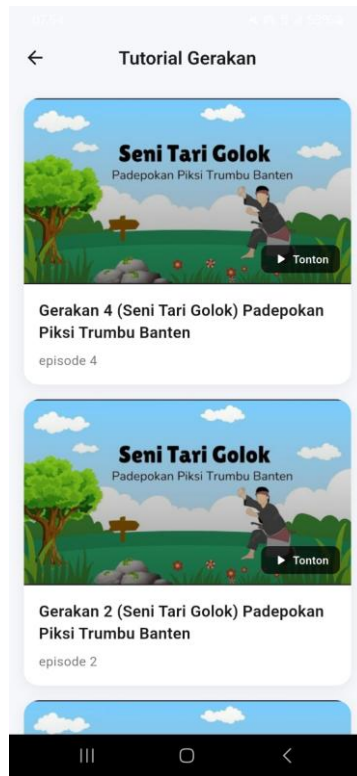 Tutorial Gerakan
Seni Tari Golok
Padepokan Piksi Trumbu Banten
Tonton
Gerakan 4 (Seni Tari Golok) Padepokan
Piksi Trumbu Banten
episode 4
Seni Tari Golok
Padepokan Piksi Trumbu Banten
Tonton
Gerakan 2 (Seni Tari Golok) Padepokan
Piksi Trumbu Banten
episode 2